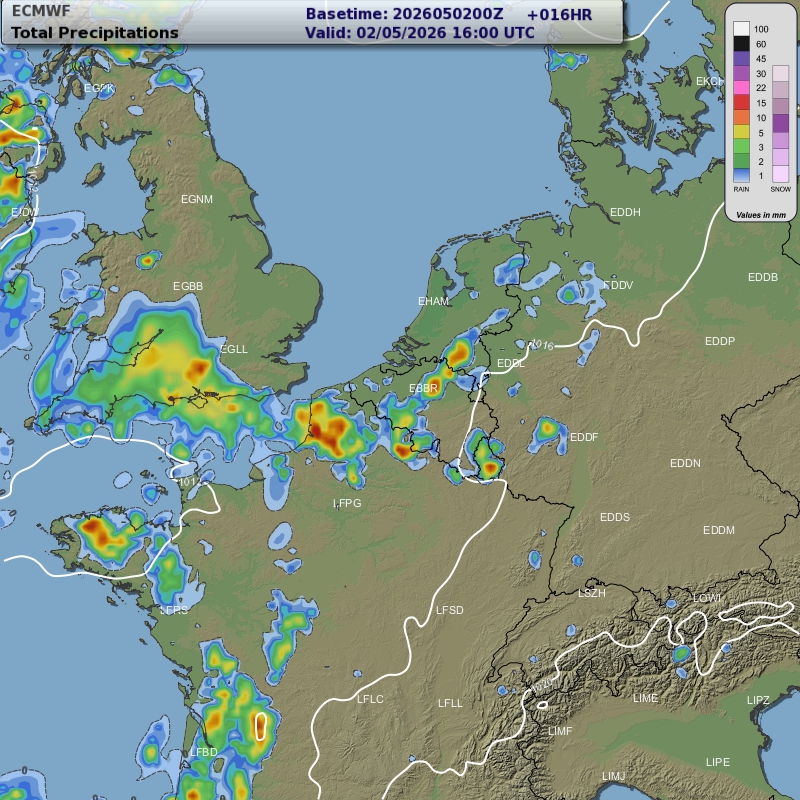 ECMWF
Basetime: 2026050200Z +016HR
Total Precipitations
Valid: 02/05/2026 16:00 UTC
100
60
45
30
22
15
10
5
3
2
1
RAIN SNOW
Values in mm
EGPK
EKCH
EGNM
EIDW
EDDH
EGBB
EDDV
EDDB
EHAM
EGLL
1016
EDDP
EDDL
EBBR
EDDF
EDDN
1012
LFPG
EDDS
EDDM
LSZH
LOWI
LFRS
LFSD
1020
LFLC
LFLL
LIME
LIPZ
LIMF
LFBD
LIPE
LIMJ